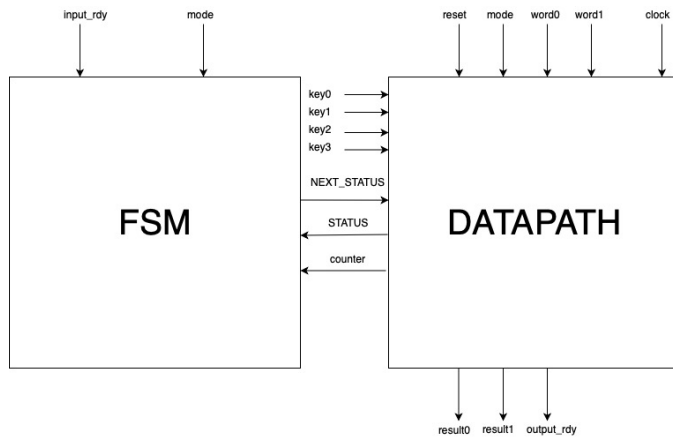 input_rdy
mode
reset
mode
word0
word1
clock
key0
key1
key2
key3
NEXT_STATUS
FSM
STATUS
DATAPATH
counter
result0
result1
output_rdy